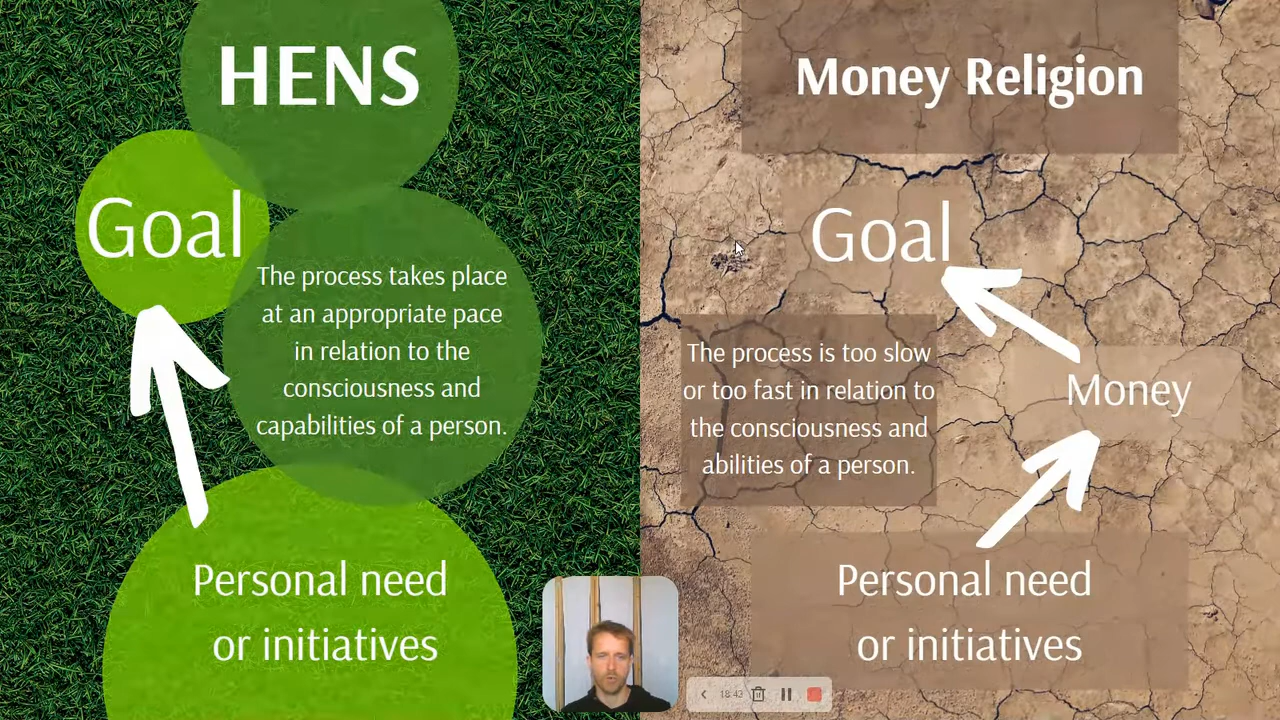 HENS
Goal
The process takes place
at an appropriate pace
in relation to the
consciousness and
capabilities of a person.
Personal need
or initiatives
Money Religion
Goal
The process is too slow
or too fast in relation to
the consciousness and
abilities of a person.
Money
Personal need
or initiatives
18:43